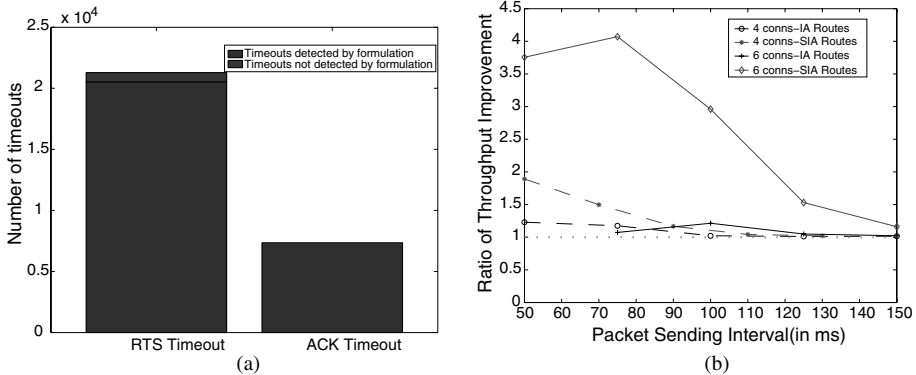 x 10^4
2.5
2
1.5
1
0.5
0
Number of timeouts
Timeouts detected by formulation
Timeouts not detected by formulation
RTS Timeout
ACK Timeout
(a)
4.5
4
3.5
3
2.5
2
1.5
1
0.5
0
Ratio of Throughput Improvement
4 conns-IA Routes
4 conns-SIA Routes
6 conns-IA Routes
6 conns-SIA Routes
50 60 70 80 90 100 110 120 130 140 150
Packet Sending Interval(in ms)
(b)